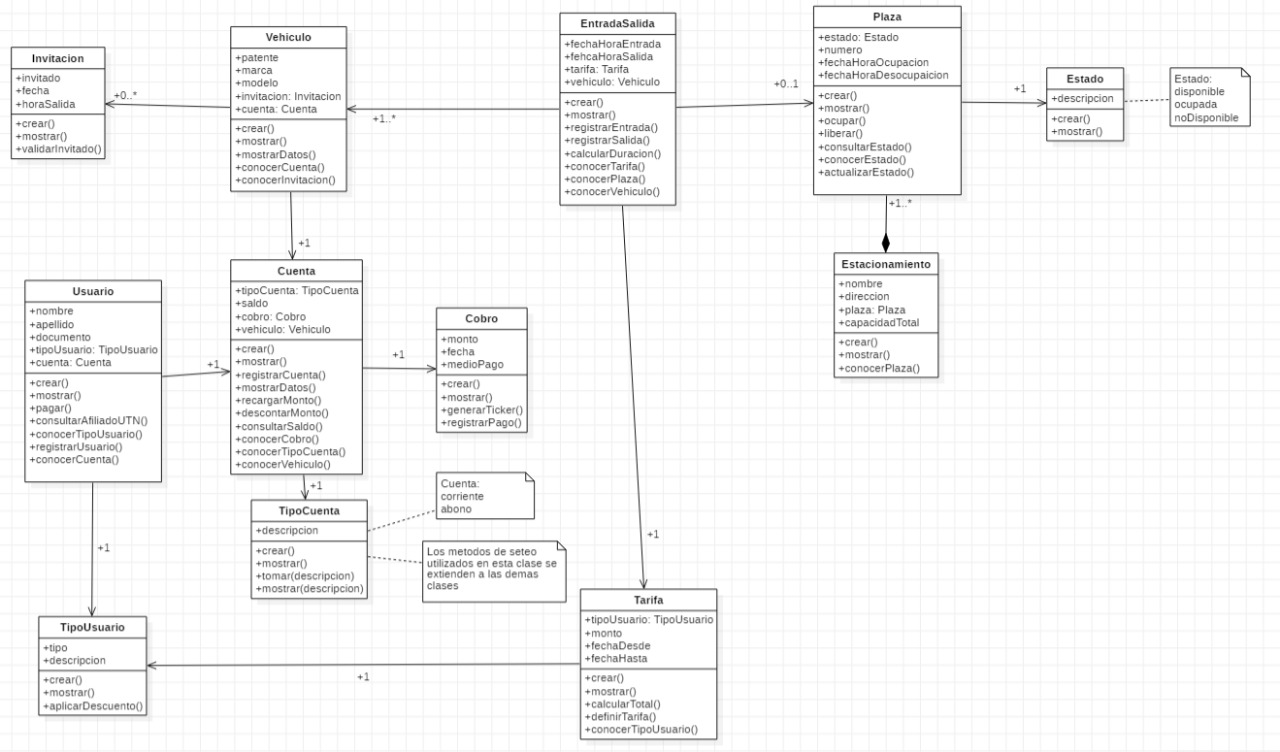 Invitacion
+invitado
+fecha
+horaSalida
+crear()
+mostrar()
+validarInvitado()
+0..*
Vehiculo
+patente
+marca
+modelo
+invitacion: Invitacion
+cuenta: Cuenta
+crear()
+mostrar()
+mostrarDatos()
+conocerCuenta()
+conocerInvitacion()
+1..*
EntradaSalida
+fechaHoraEntrada
+fehcaHoraSalida
+tarifa: Tarifa
+vehiculo: Vehiculo
+crear()
+mostrar()
+registrarEntrada()
+registrarSalida()
+calcularDuracion()
+conocerTarifa()
+conocerPlaza()
+conocerVehiculo()
+0..1
Plaza
+estado: Estado
+numero
+fechaHoraOcupacion
+fechaHoraDesocupaicion
+crear()
+mostrar()
+ocupar()
+liberar()
+consultarEstado()
+conocerEstado()
+actualizarEstado()
+1
Estado
+descripcion
+crear()
+mostrar()
Estado:
disponible
ocupada
noDisponible
+1..*
Estacionamiento
+nombre
+direccion
+plaza: Plaza
+capacidadTotal
+crear()
+mostrar()
+conocerPlaza()
+1
Usuario
+nombre
+apellido
+documento
+tipoUsuario: TipoUsuario
+cuenta: Cuenta
+crear()
+mostrar()
+pagar()
+consultarAfiliadoUTN()
+conocerTipoUsuario()
+registrarUsuario()
+conocerCuenta()
+1
Cuenta
+tipoCuenta: TipoCuenta
+saldo
+cobro: Cobro
+vehiculo: Vehiculo
+crear()
+mostrar()
+registrarCuenta()
+mostrarDatos()
+recargarMonto()
+descontarMonto()
+consultarSaldo()
+conocerCobro()
+conocerTipoCuenta()
+conocerVehiculo()
+1
Cobro
+monto
+fecha
+medioPago
+crear()
+mostrar()
+generarTicker()
+registrarPago()
+1
TipoCuenta
+descripcion
+crear()
+mostrar()
+tomar(descripcion)
+mostrar(descripcion)
Cuenta:
corriente
abono
Los metodos de seteo
utilizados en esta clase se
extienden a las demas
clases
+1
+1
TipoUsuario
+tipo
+descripcion
+crear()
+mostrar()
+aplicarDescuento()
+1
Tarifa
+tipoUsuario: TipoUsuario
+monto
+fechaDesde
+fechaHasta
+crear()
+mostrar()
+calcularTotal()
+definirTarifa()
+conocerTipoUsuario()